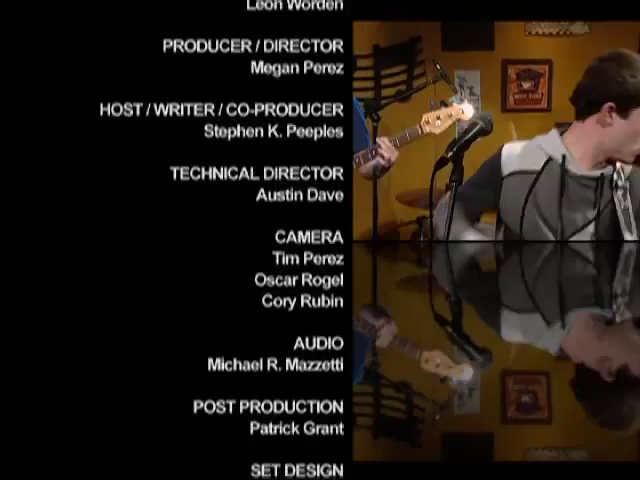 Leon Worden
PRODUCER / DIRECTOR
Megan Perez
HOST / WRITER / CO-PRODUCER
Stephen K. Peeples
TECHNICAL DIRECTOR
Austin Dave
CAMERA
Tim Perez
Oscar Rogel
Cory Rubin
AUDIO
Michael R. Mazzetti
POST PRODUCTION
Patrick Grant
SET DESIGN